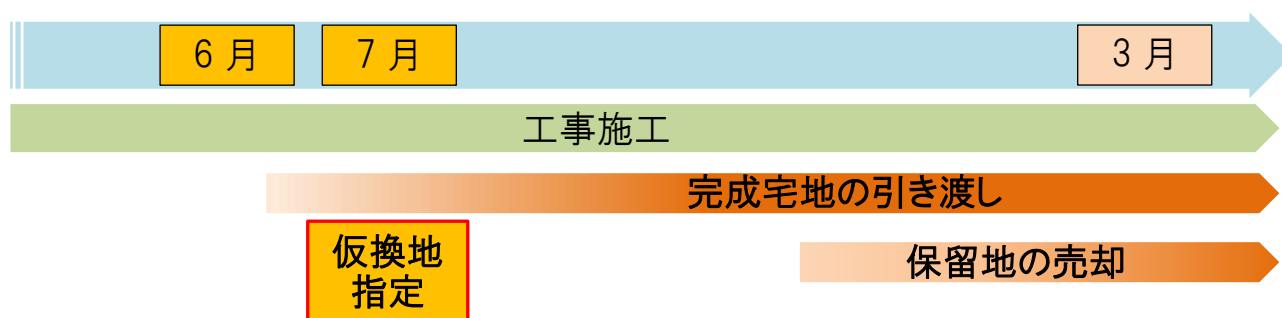 6月
7月
3月
工事施工
完成宅地の引き渡し
仮換地
指定
保留地の売却